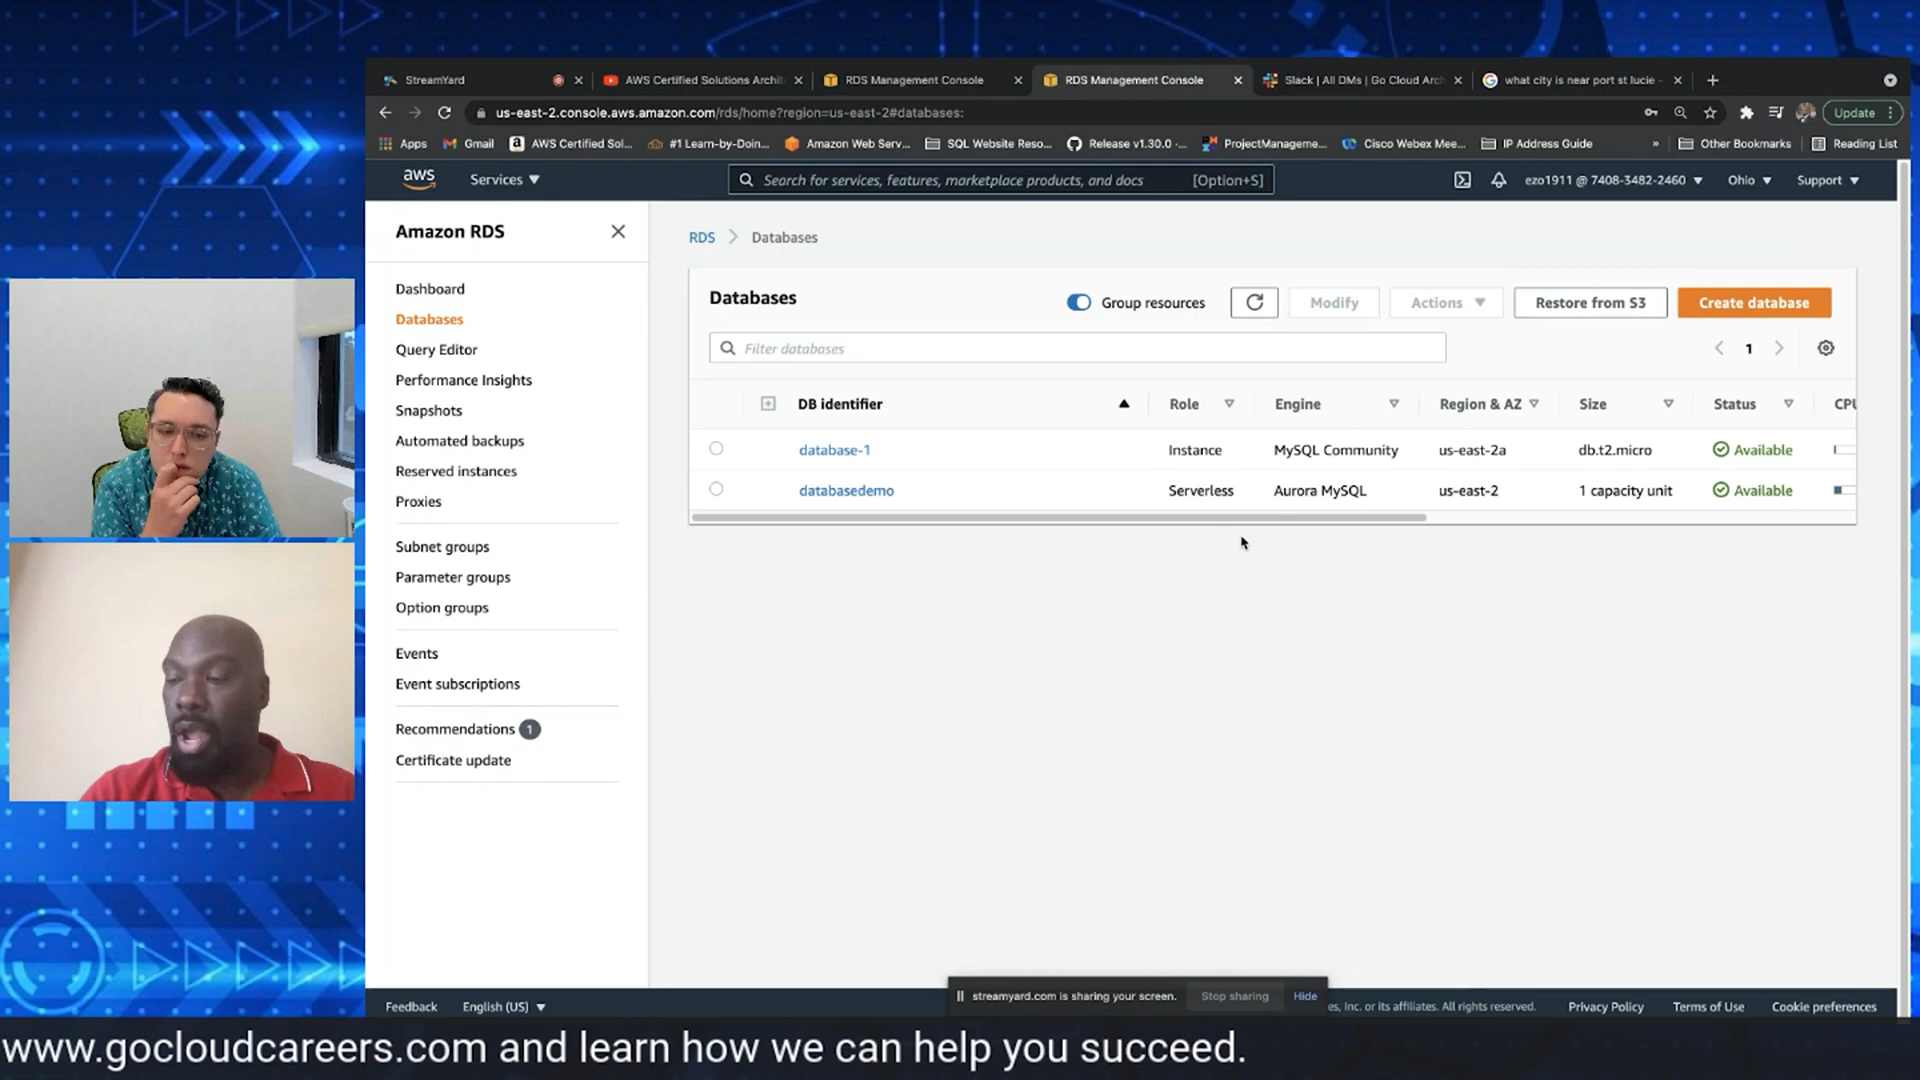 StreamYard
AWS Certified Solutions Archit
RDS Management Console
RDS Management Console
Slack | All DMs | Go Cloud Arc
what city is near port st lucie -
us-east-2.console.aws.amazon.com/rds/home?region=us-east-2#databases:
Update
Apps
Gmail
AWS Certified Sol...
#1 Learn-by-Doin...
Amazon Web Serv...
SQL Website Reso...
Release v1.30.0 -...
ProjectManageme...
Cisco Webex Mee...
IP Address Guide
»
Other Bookmarks
Reading List
aws
Services
Search for services, features, marketplace products, and docs
[Option+S]
ezo1911 @ 7408-3482-2460
Ohio
Support
Amazon RDS
Dashboard
Databases
Query Editor
Performance Insights
Snapshots
Automated backups
Reserved instances
Proxies
Subnet groups
Parameter groups
Option groups
Events
Event subscriptions
Recommendations 1
Certificate update
RDS > Databases
Databases
Group resources
Modify
Actions
Restore from S3
Create database
Filter databases
1
DB identifier Role Engine Region & AZ Size Status CPU
database-1 Instance MySQL Community us-east-2a db.t2.micro Available
databasedemo Serverless Aurora MySQL us-east-2 1 capacity unit Available
streamyard.com is sharing your screen.
Stop sharing
Hide
Feedback
English (US)
es, Inc. or its affiliates. All rights reserved.
Privacy Policy
Terms of Use
Cookie preferences
www.gocloudcareers.com and learn how we can help you succeed.